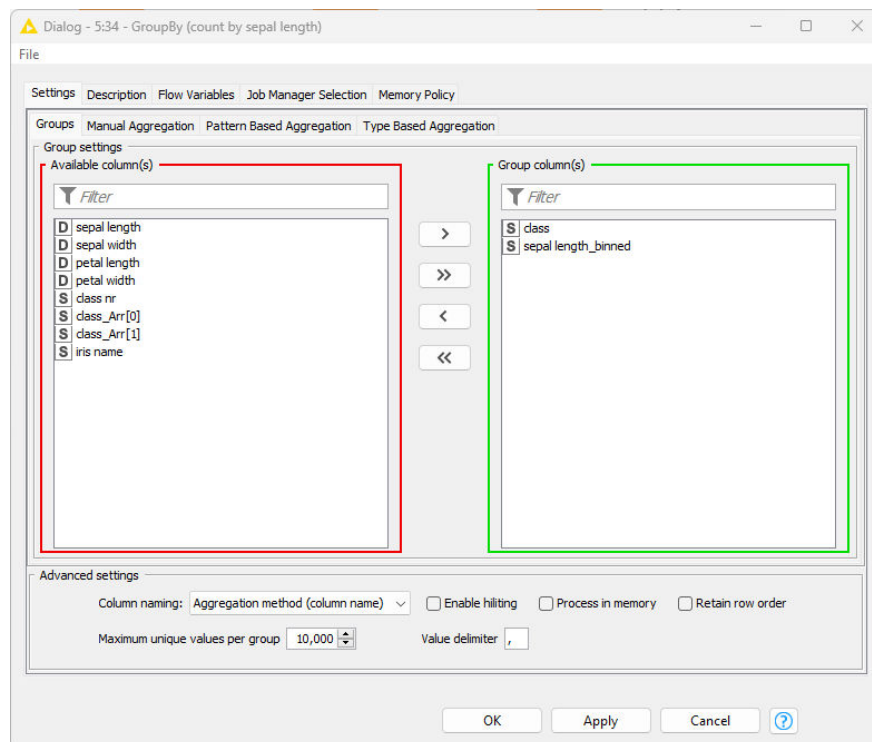 Dialog - 5:34 - GroupBy (count by sepal length)
File
Settings Description Flow Variables Job Manager Selection Memory Policy
Groups Manual Aggregation Pattern Based Aggregation Type Based Aggregation
Group settings
Available column(s)
Filter
D sepal length
D sepal width
D petal length
D petal width
S class nr
S class_Arr[0]
S class_Arr[1]
S iris name
>
>>
<
<<
Group column(s)
Filter
S class
S sepal length_binned
Advanced settings
Column naming: Aggregation method (column name) Enable hiliting Process in memory Retain row order
Maximum unique values per group 10,000 Value delimiter ,
OK Apply Cancel ?